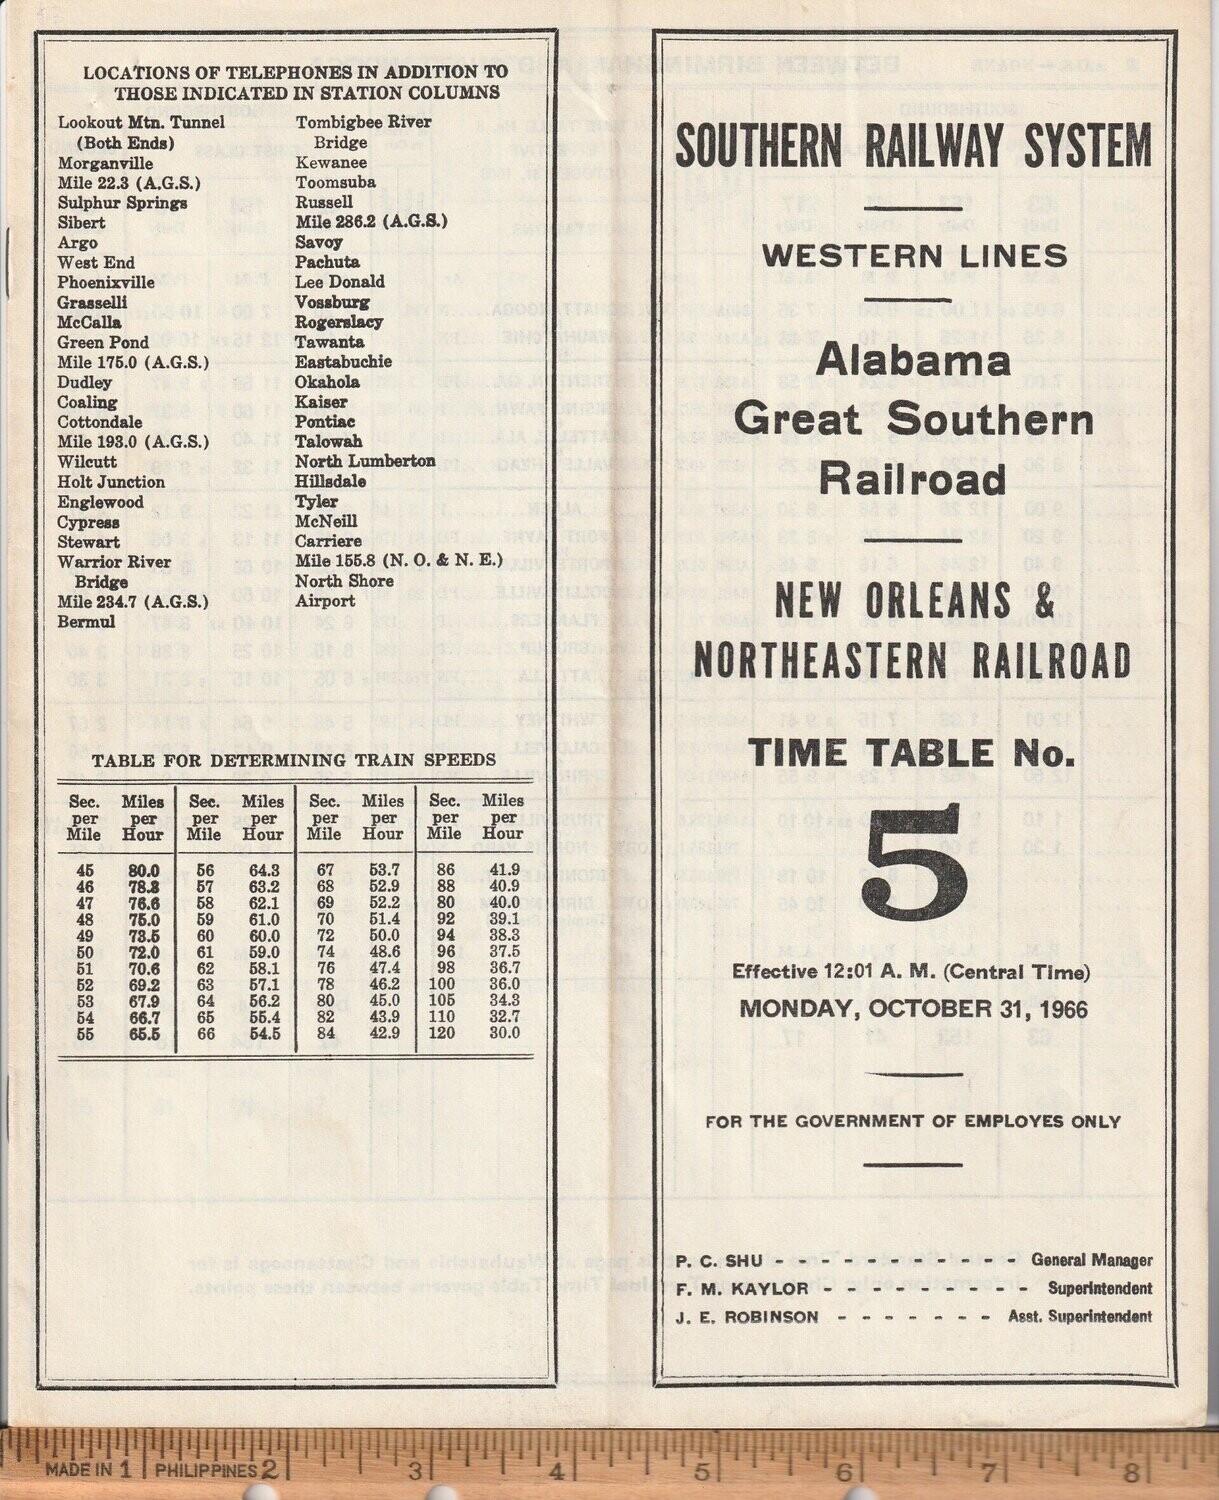 LOCATIONS OF TELEPHONES IN ADDITION TO
THOSE INDICATED IN STATION COLUMNS
Lookout Mtn. Tunnel
(Both Ends)
Morganville
Mile 22.3 (A.G.S.)
Sulphur Springs
Sibert
Argo
West End
Phoenixville
Grasselli
McCalla
Green Pond
Mile 175.0 (A.G.S.)
Dudley
Coaling
Cottondale
Mile 193.0 (A.G.S.)
Wilcutt
Holt Junction
Englewood
Cypress
Stewart
Warrior River
Bridge
Mile 234.7 (A.G.S.)
Bermul
Tombigbee River
Bridge
Kewanee
Toomsuba
Russell
Mile 286.2 (A.G.S.)
Savoy
Pachuta
Lee Donald
Vossburg
Rogerslacy
Tawanta
Eastabuchie
Okahola
Kaiser
Pontiac
Talowah
North Lumberton
Hillsdale
Tyler
McNeill
Carriere
Mile 155.8 (N. O. & N. E.)
North Shore
Airport
TABLE FOR DETERMINING TRAIN SPEEDS
Sec. Miles Sec. Miles Sec. Miles Sec. Miles
per per per per per per per per
Mile Hour Mile Hour Mile Hour Mile Hour
45 80.0 56 64.3 67 53.7 86 41.9
46 78.3 57 63.2 68 52.9 88 40.9
47 76.6 58 62.1 69 52.2 80 40.0
48 75.0 59 61.0 70 51.4 92 39.1
49 73.5 60 60.0 72 50.0 94 38.3
50 72.0 61 59.0 74 48.6 96 37.5
51 70.6 62 58.1 76 47.4 98 36.7
52 69.2 63 57.1 78 46.2 100 36.0
53 67.9 64 56.2 80 45.0 105 34.3
54 66.7 65 55.4 82 43.9 110 32.7
55 65.5 66 54.5 84 42.9 120 30.0
SOUTHERN RAILWAY SYSTEM
WESTERN LINES
Alabama
Great Southern
Railroad
NEW ORLEANS &
NORTHEASTERN RAILROAD
TIME TABLE No.
5
Effective 12:01 A. M. (Central Time)
MONDAY, OCTOBER 31, 1966
FOR THE GOVERNMENT OF EMPLOYES ONLY
P. C. SHU - - - - - - - - - - - General Manager
F. M. KAYLOR - - - - - - - - - Superintendent
J. E. ROBINSON - - - - - - - Asst. Superintendent
MADE IN 1 PHILIPPINES 2 3 4 5 6 7 8